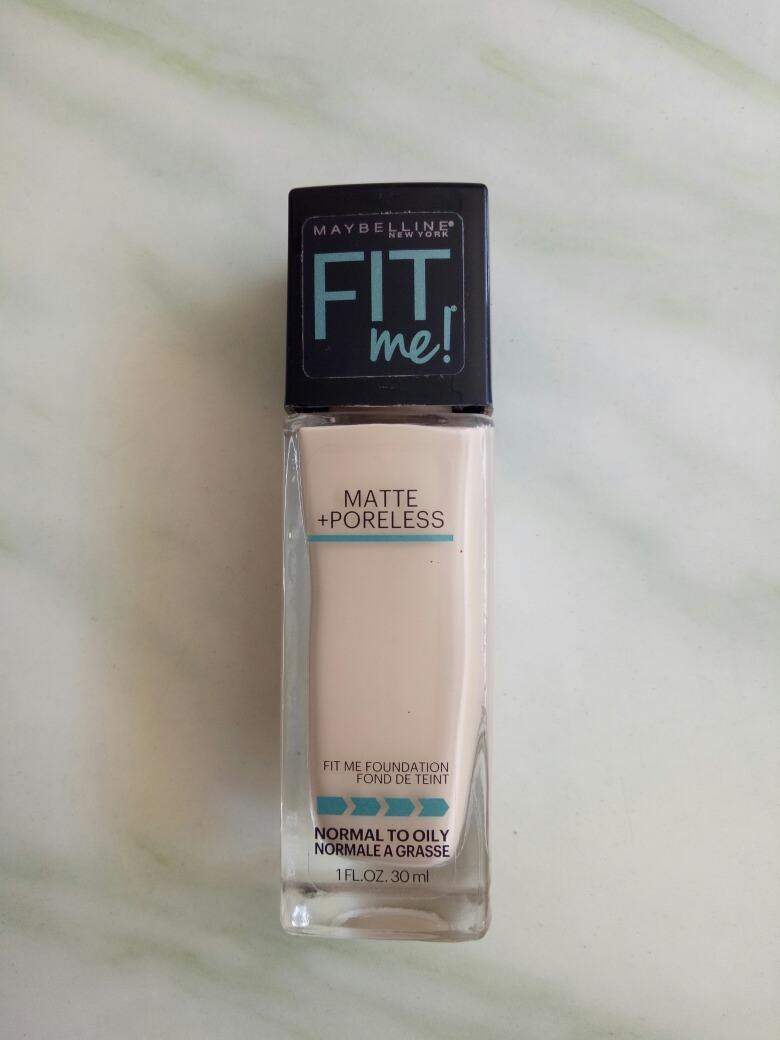 MAYBELLINE®
NEW YORK
FIT
me!®
MATTE
+PORELESS
FIT ME FOUNDATION
FOND DE TEINT
NORMAL TO OILY
NORMALE A GRASSE
1 FL.OZ. 30 ml